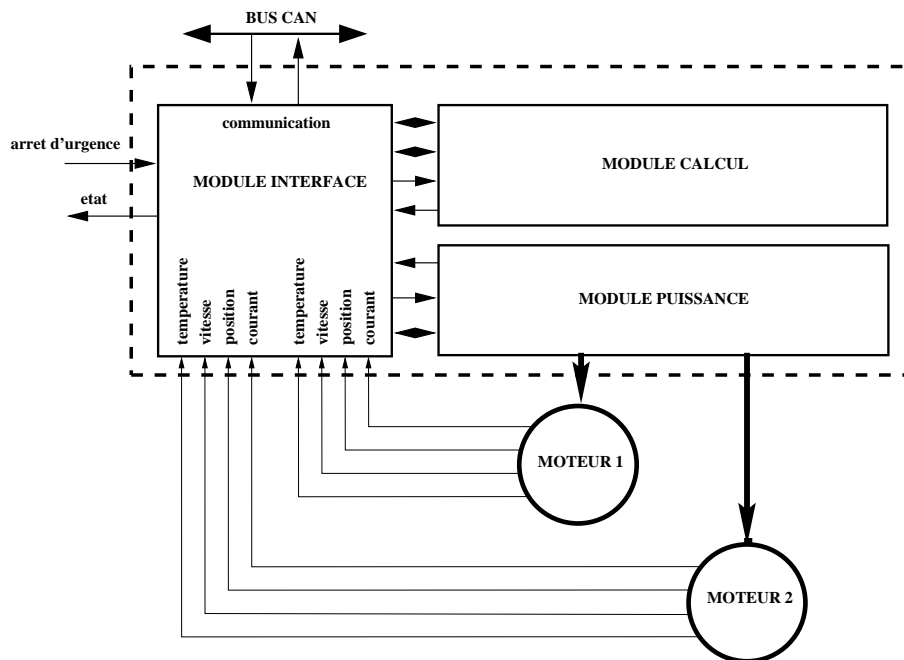 BUS CAN
communication
arret d'urgence
MODULE CALCUL
MODULE INTERFACE
etat
temperature
vitesse
position
courant
temperature
vitesse
position
courant
MODULE PUISSANCE
MOTEUR 1
MOTEUR 2